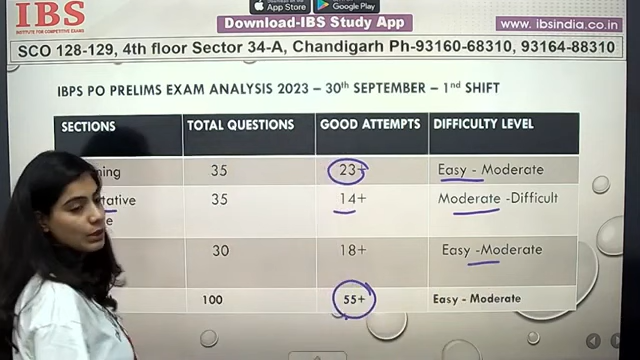 IBS
INSTITUTE FOR COMPETITIVE EXAMS
App Store
Google Play
Download-IBS Study App
www.ibsindia.co.in
SCO 128-129, 4th floor Sector 34-A, Chandigarh Ph-93160-68310, 93164-88310
IBPS PO PRELIMS EXAM ANALYSIS 2023 – 30th SEPTEMBER – 1nd SHIFT
SECTIONS TOTAL QUESTIONS GOOD ATTEMPTS DIFFICULTY LEVEL
35 23+ Easy - Moderate
35 14+ Moderate -Difficult
30 18+ Easy -Moderate
100 55+ Easy - Moderate